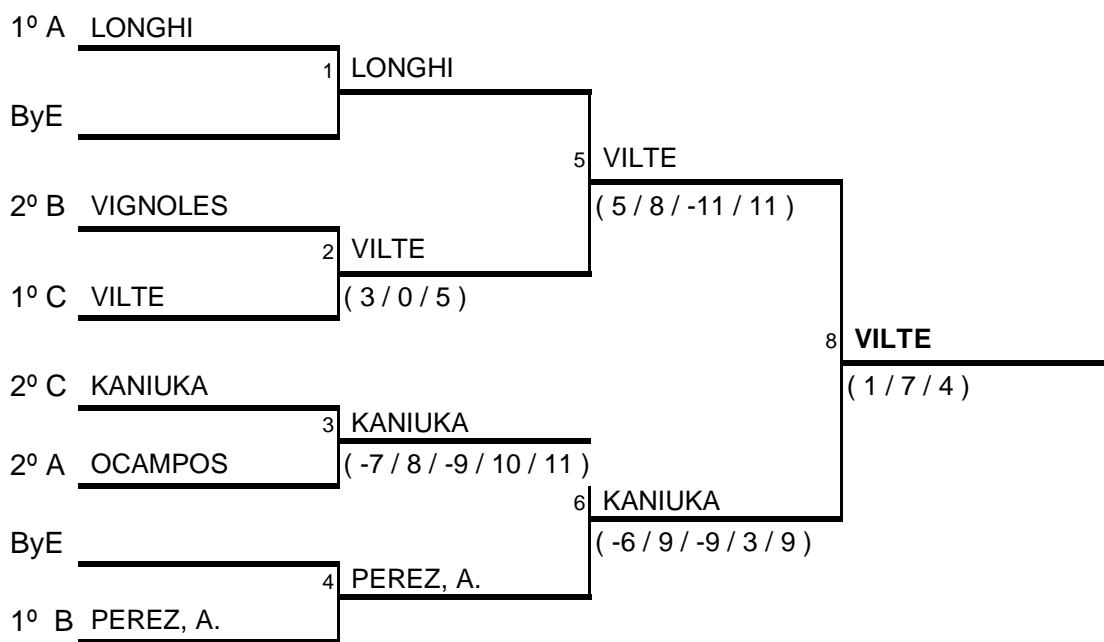 1º A LONGHI
1 LONGHI
ByE
5 VILTE
2º B VIGNOLES
( 5 / 8 / -11 / 11 )
2 VILTE
1º C VILTE
( 3 / 0 / 5 )
8 VILTE
2º C KANIUKA
( 1 / 7 / 4 )
3 KANIUKA
2º A OCAMPOS
( -7 / 8 / -9 / 10 / 11 )
6 KANIUKA
ByE
( -6 / 9 / -9 / 3 / 9 )
4 PEREZ, A.
1º B PEREZ, A.